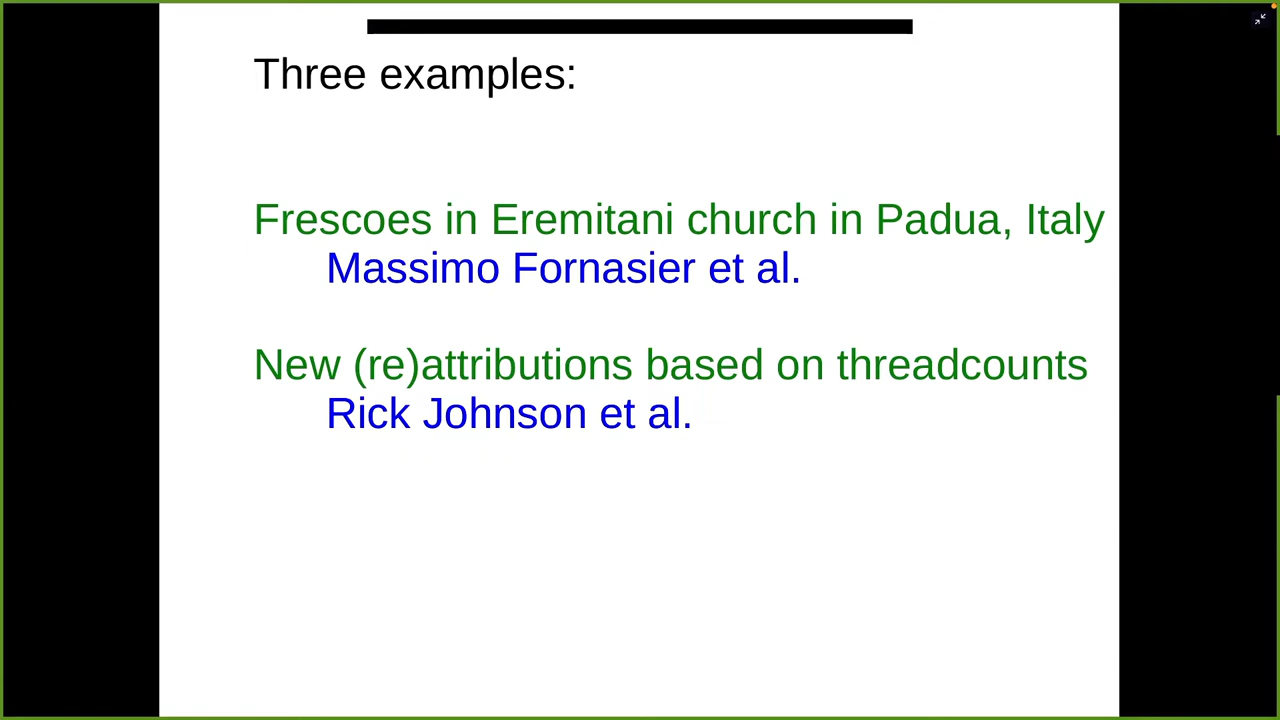 Three examples:
Frescoes in Eremitani church in Padua, Italy
Massimo Fornasier et al.
New (re)attributions based on threadcounts
Rick Johnson et al.